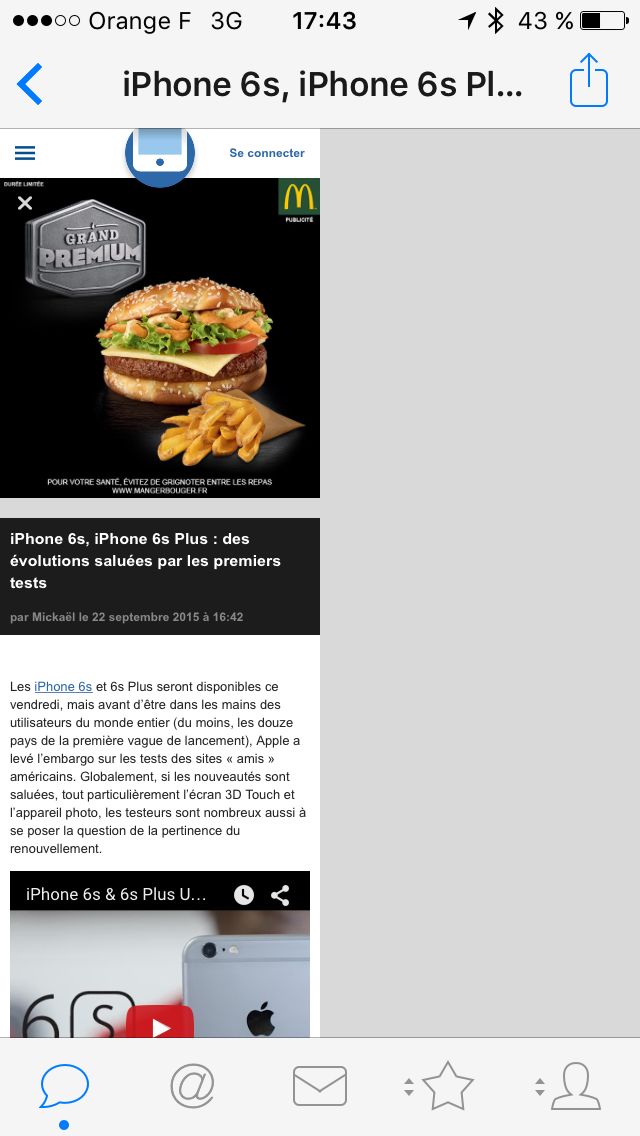 Orange F 3G 17:43 43 %
iPhone 6s, iPhone 6s Pl...
Se connecter
DURÉE LIMITÉE
PUBLICITÉ
GRAND
PREMIUM
POUR VOTRE SANTÉ, ÉVITEZ DE GRIGNOTER ENTRE LES REPAS
WWW.MANGERBOUGER.FR
iPhone 6s, iPhone 6s Plus : des
évolutions saluées par les premiers
tests
par Mickaël le 22 septembre 2015 à 16:42
Les iPhone 6s et 6s Plus seront disponibles ce
vendredi, mais avant d'être dans les mains des
utilisateurs du monde entier (du moins, les douze
pays de la première vague de lancement), Apple a
levé l'embargo sur les tests des sites « amis »
américains. Globalement, si les nouveautés sont
saluées, tout particulièrement l'écran 3D Touch et
l'appareil photo, les testeurs sont nombreux aussi à
se poser la question de la pertinence du
renouvellement.
iPhone 6s & 6s Plus U...
6S
@